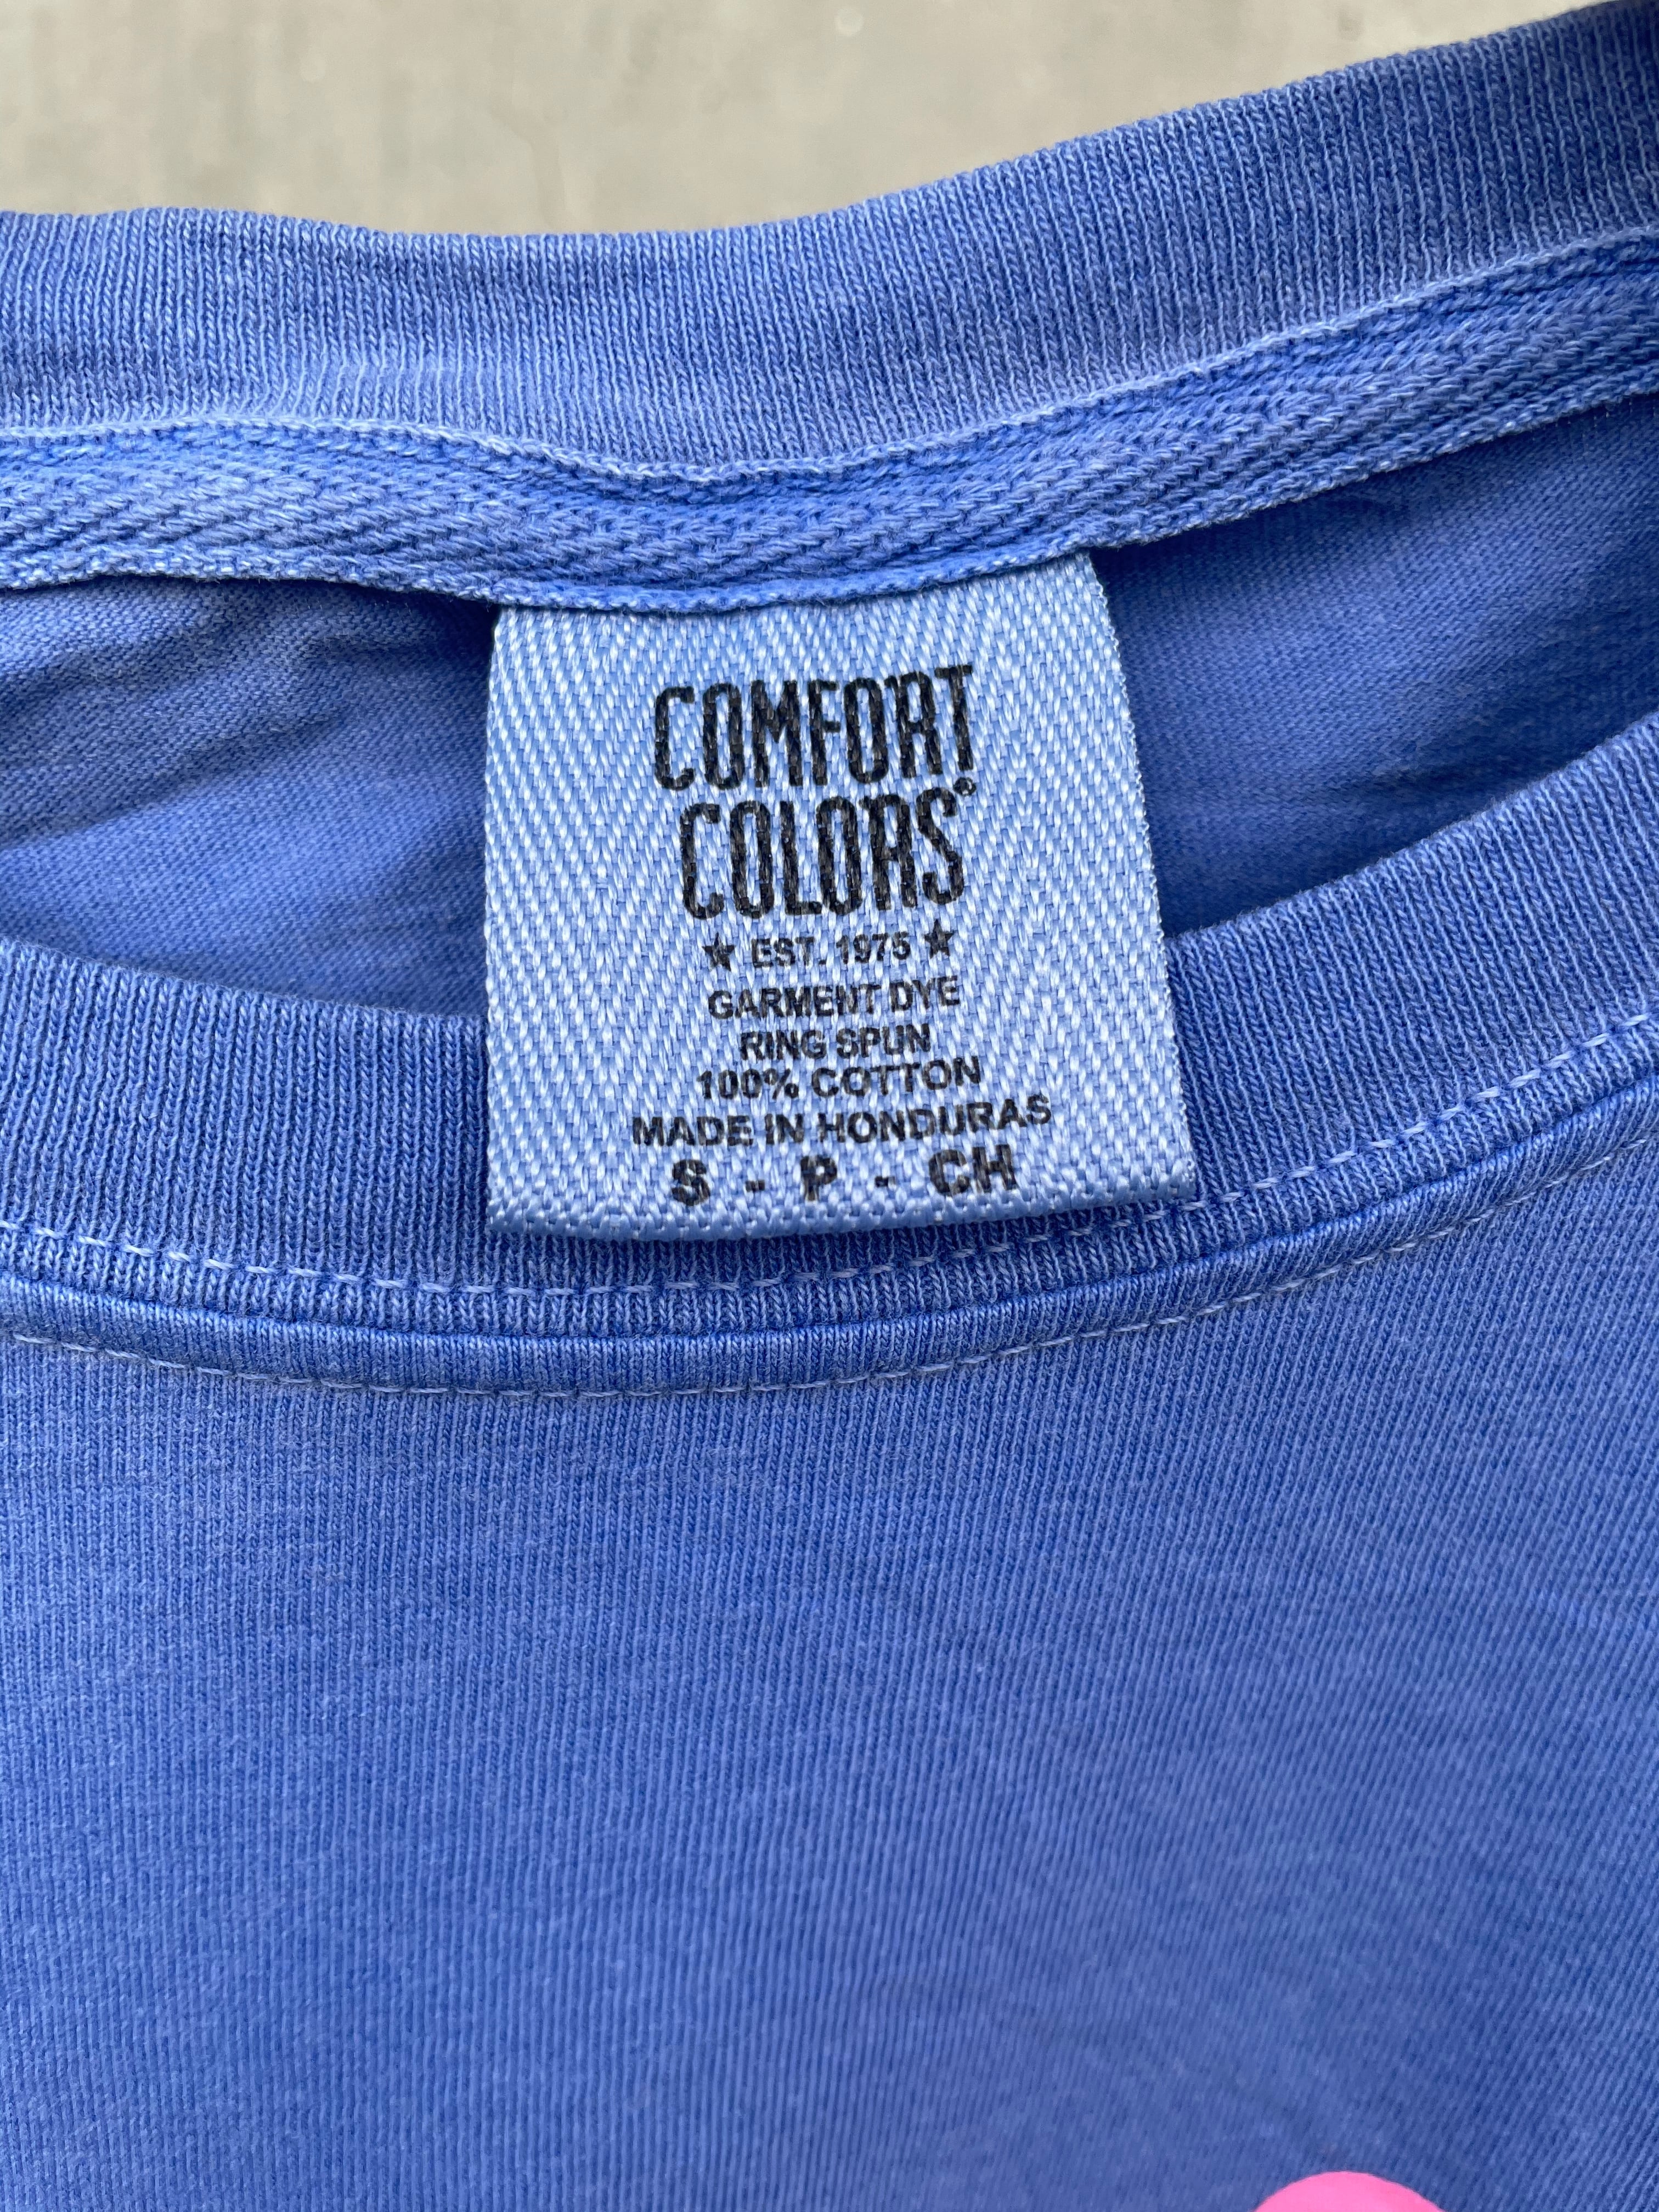 COMFORT
COLORS®
★ EST. 1975 ★
GARMENT DYE
RING SPUN
100% COTTON
MADE IN HONDURAS
S - P - CH